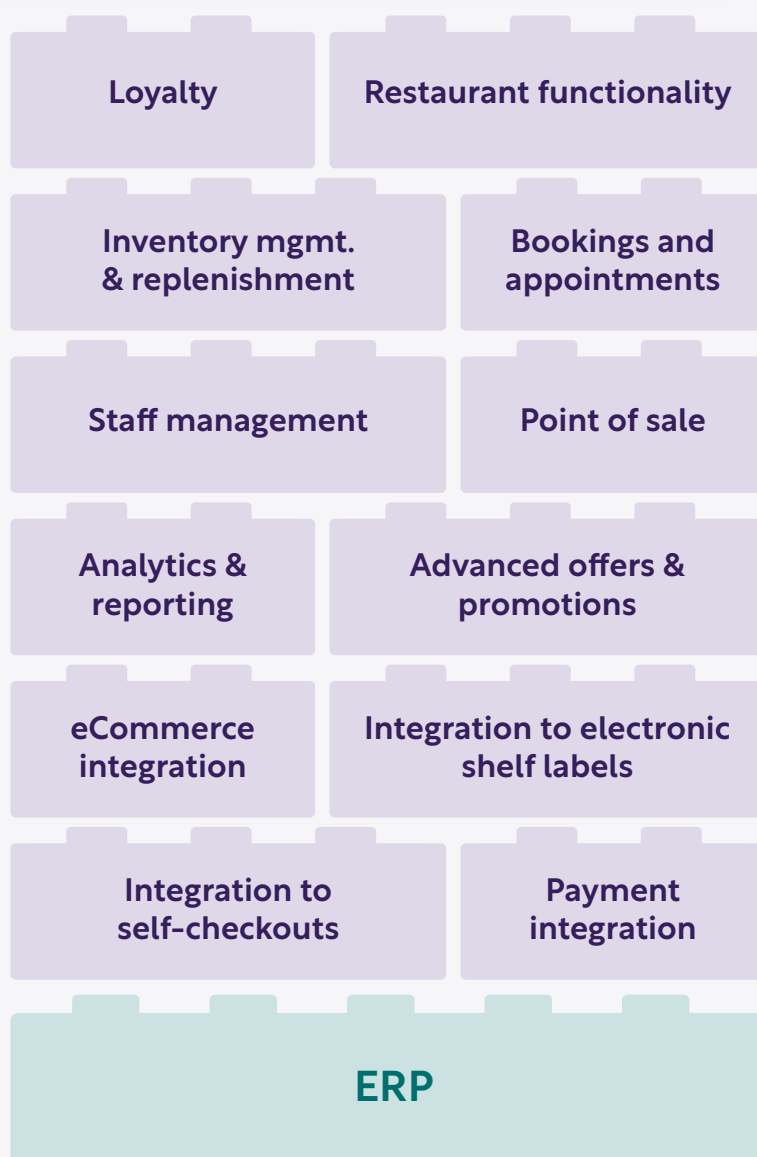 Loyalty
Restaurant functionality
Inventory mgmt.
& replenishment
Bookings and
appointments
Staff management
Point of sale
Analytics &
reporting
Advanced offers &
promotions
eCommerce
integration
Integration to electronic
shelf labels
Integration to
self-checkouts
Payment
integration
ERP